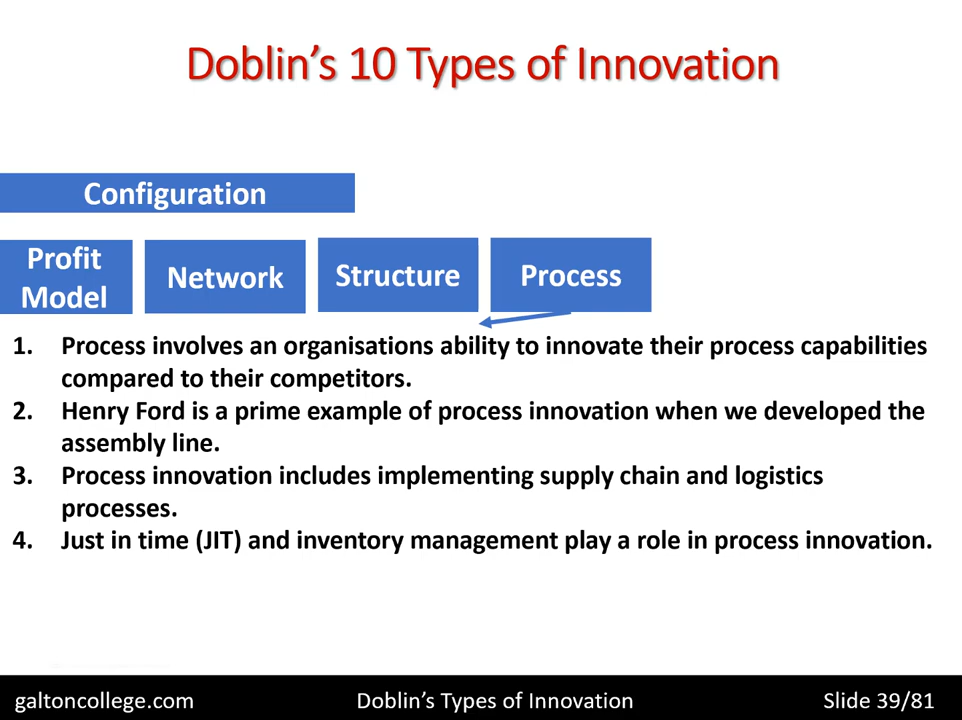 Doblin’s 10 Types of Innovation
Configuration
Profit
Model
Network
Structure
Process
1. Process involves an organisations ability to innovate their process capabilities
compared to their competitors.
2. Henry Ford is a prime example of process innovation when we developed the
assembly line.
3. Process innovation includes implementing supply chain and logistics
processes.
4. Just in time (JIT) and inventory management play a role in process innovation.
galtoncollege.com
Doblin’s Types of Innovation
Slide 39/81